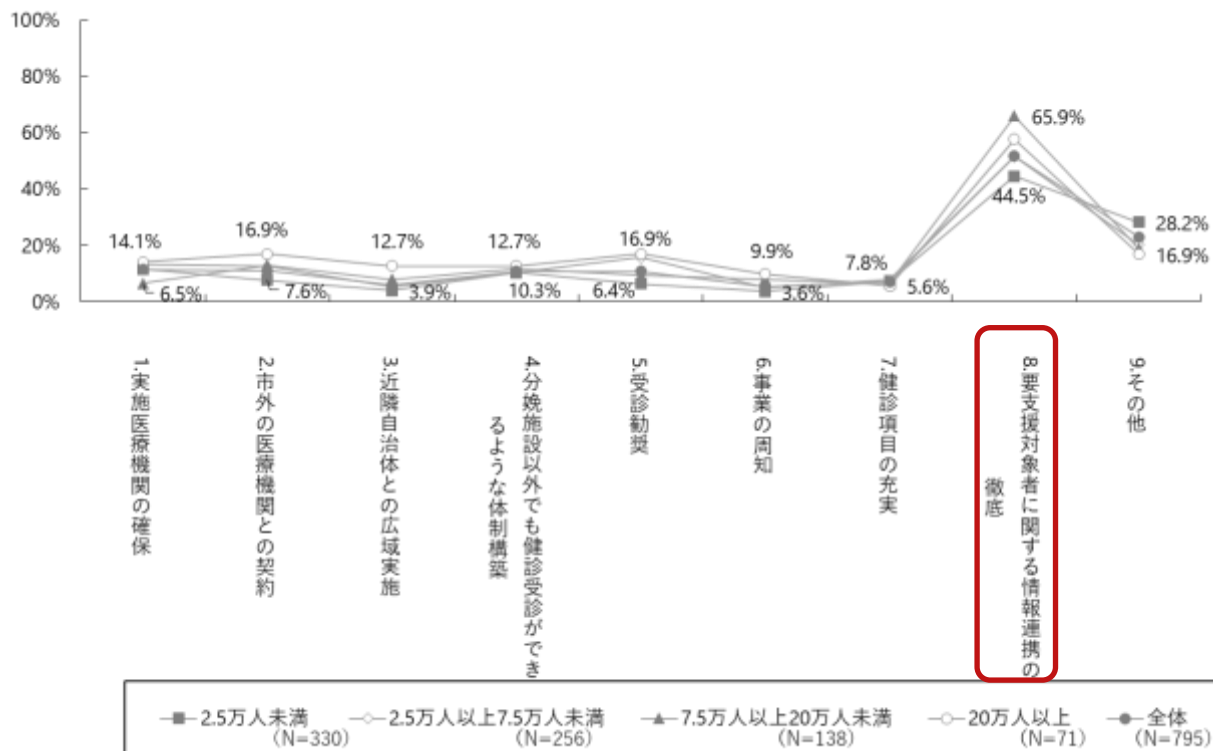 100%
80%
60%
40%
20%
0%
14.1%
16.9%
12.7%
12.7%
16.9%
9.9%
7.8%
65.9%
44.5%
28.2%
16.9%
6.5%
7.6%
3.9%
10.3%
6.4%
3.6%
5.6%
1.実施医療機関の確保
2.市外の医療機関との契約
3.近隣自治体との広域実施
4.分娩施設以外でも健診受診ができ
るような体制構築
5.受診勧奨
6.事業の周知
7.健診項目の充実
8.要支援対象者に関する情報連携の
徹底
9.その他
2.5万人未満
(N=330)
2.5万人以上7.5万人未満
(N=256)
7.5万人以上20万人未満
(N=138)
20万人以上
(N=71)
全体
(N=795)